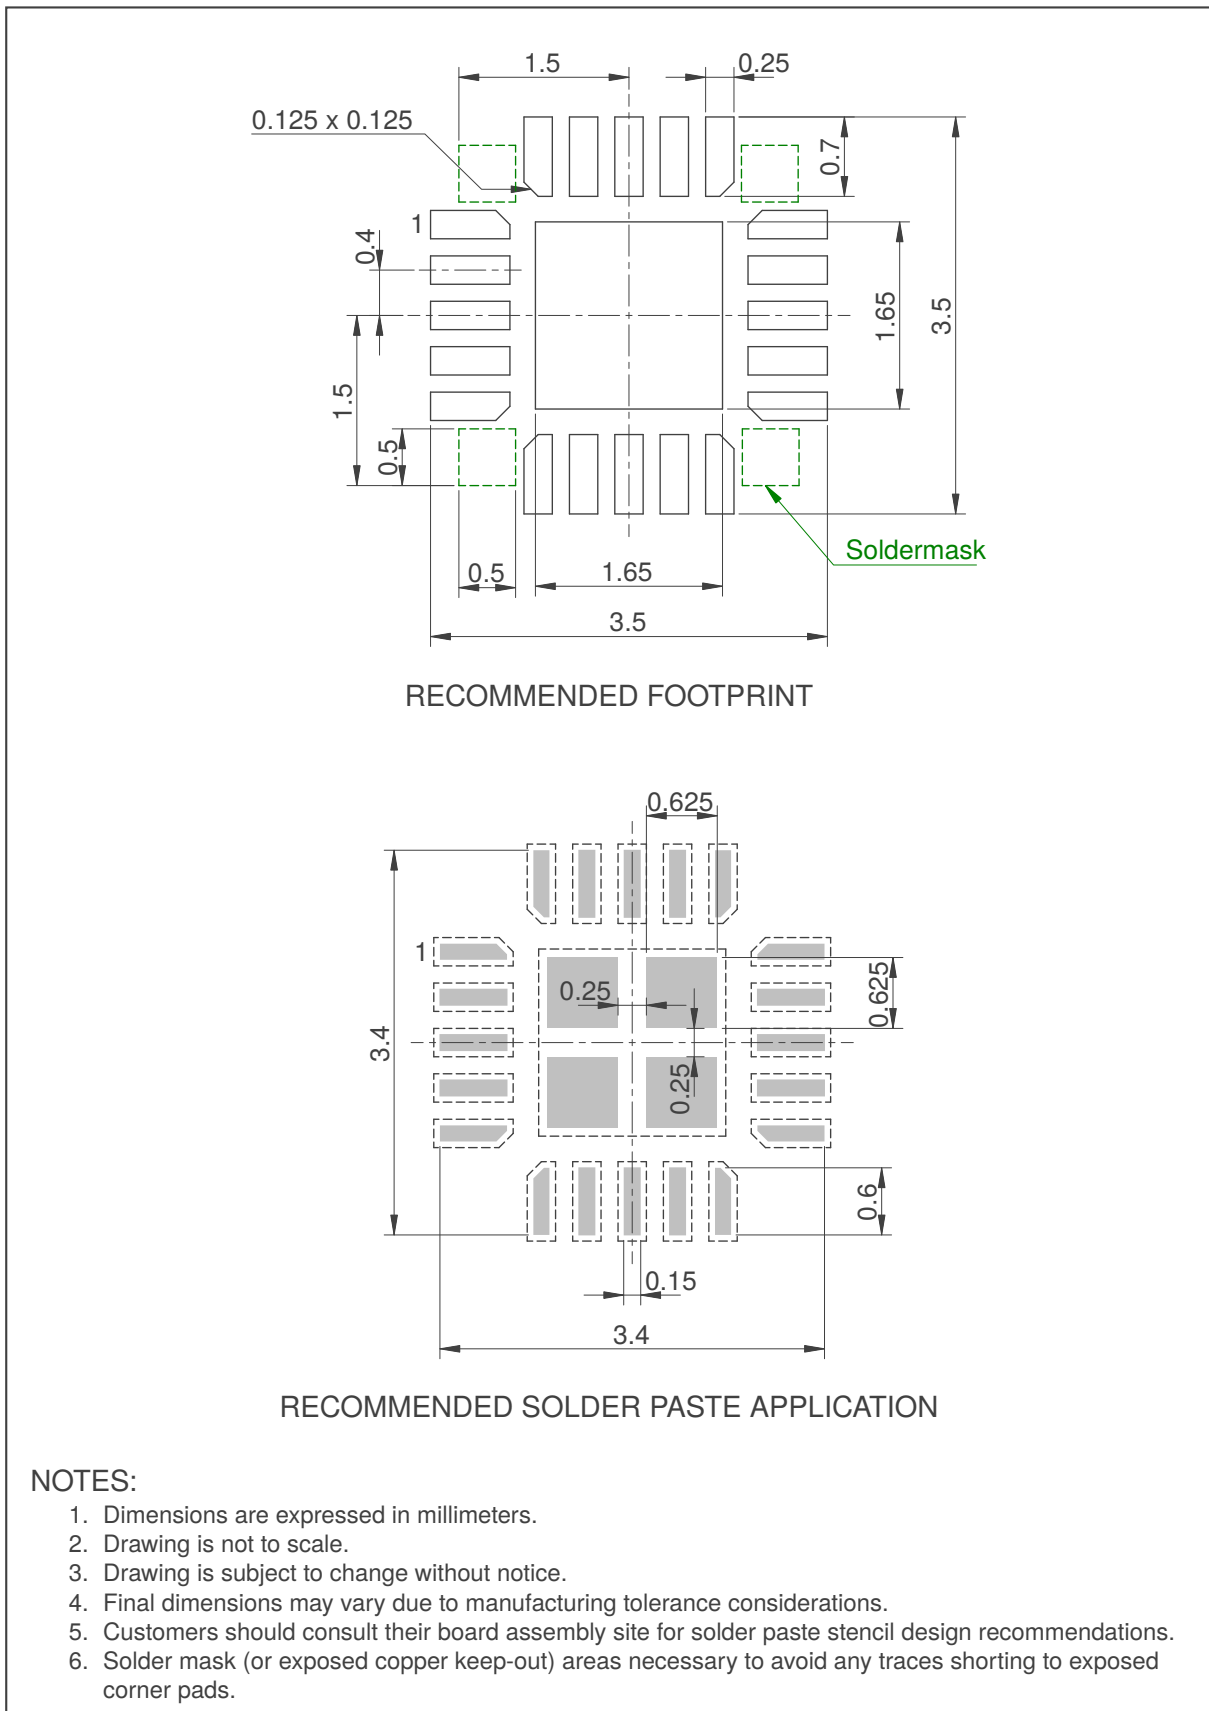 1.5
0.25
0.125 x 0.125
0.7
1
0.4
1.65
3.5
1.5
0.5
Soldermask
0.5
1.65
3.5
RECOMMENDED FOOTPRINT
0.625
1
0.25
0.625
3.4
0.25
0.6
0.15
3.4
RECOMMENDED SOLDER PASTE APPLICATION
NOTES:
1. Dimensions are expressed in millimeters.
2. Drawing is not to scale.
3. Drawing is subject to change without notice.
4. Final dimensions may vary due to manufacturing tolerance considerations.
5. Customers should consult their board assembly site for solder paste stencil design recommendations.
6. Solder mask (or exposed copper keep-out) areas necessary to avoid any traces shorting to exposed
corner pads.